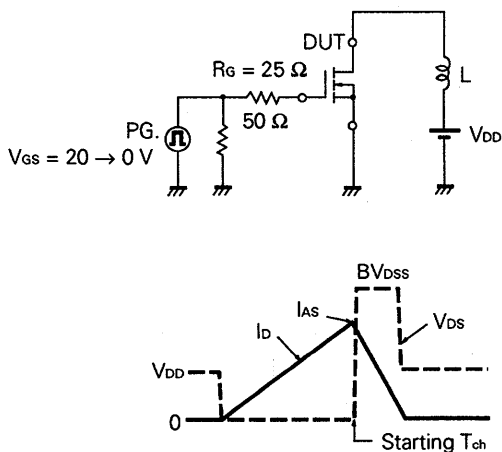 DUT
RG = 25 Ω
L
PG.
50 Ω
VDD
VGS = 20 → 0 V
BVDSS
IAS
ID
VDS
VDD
0
Starting Tch